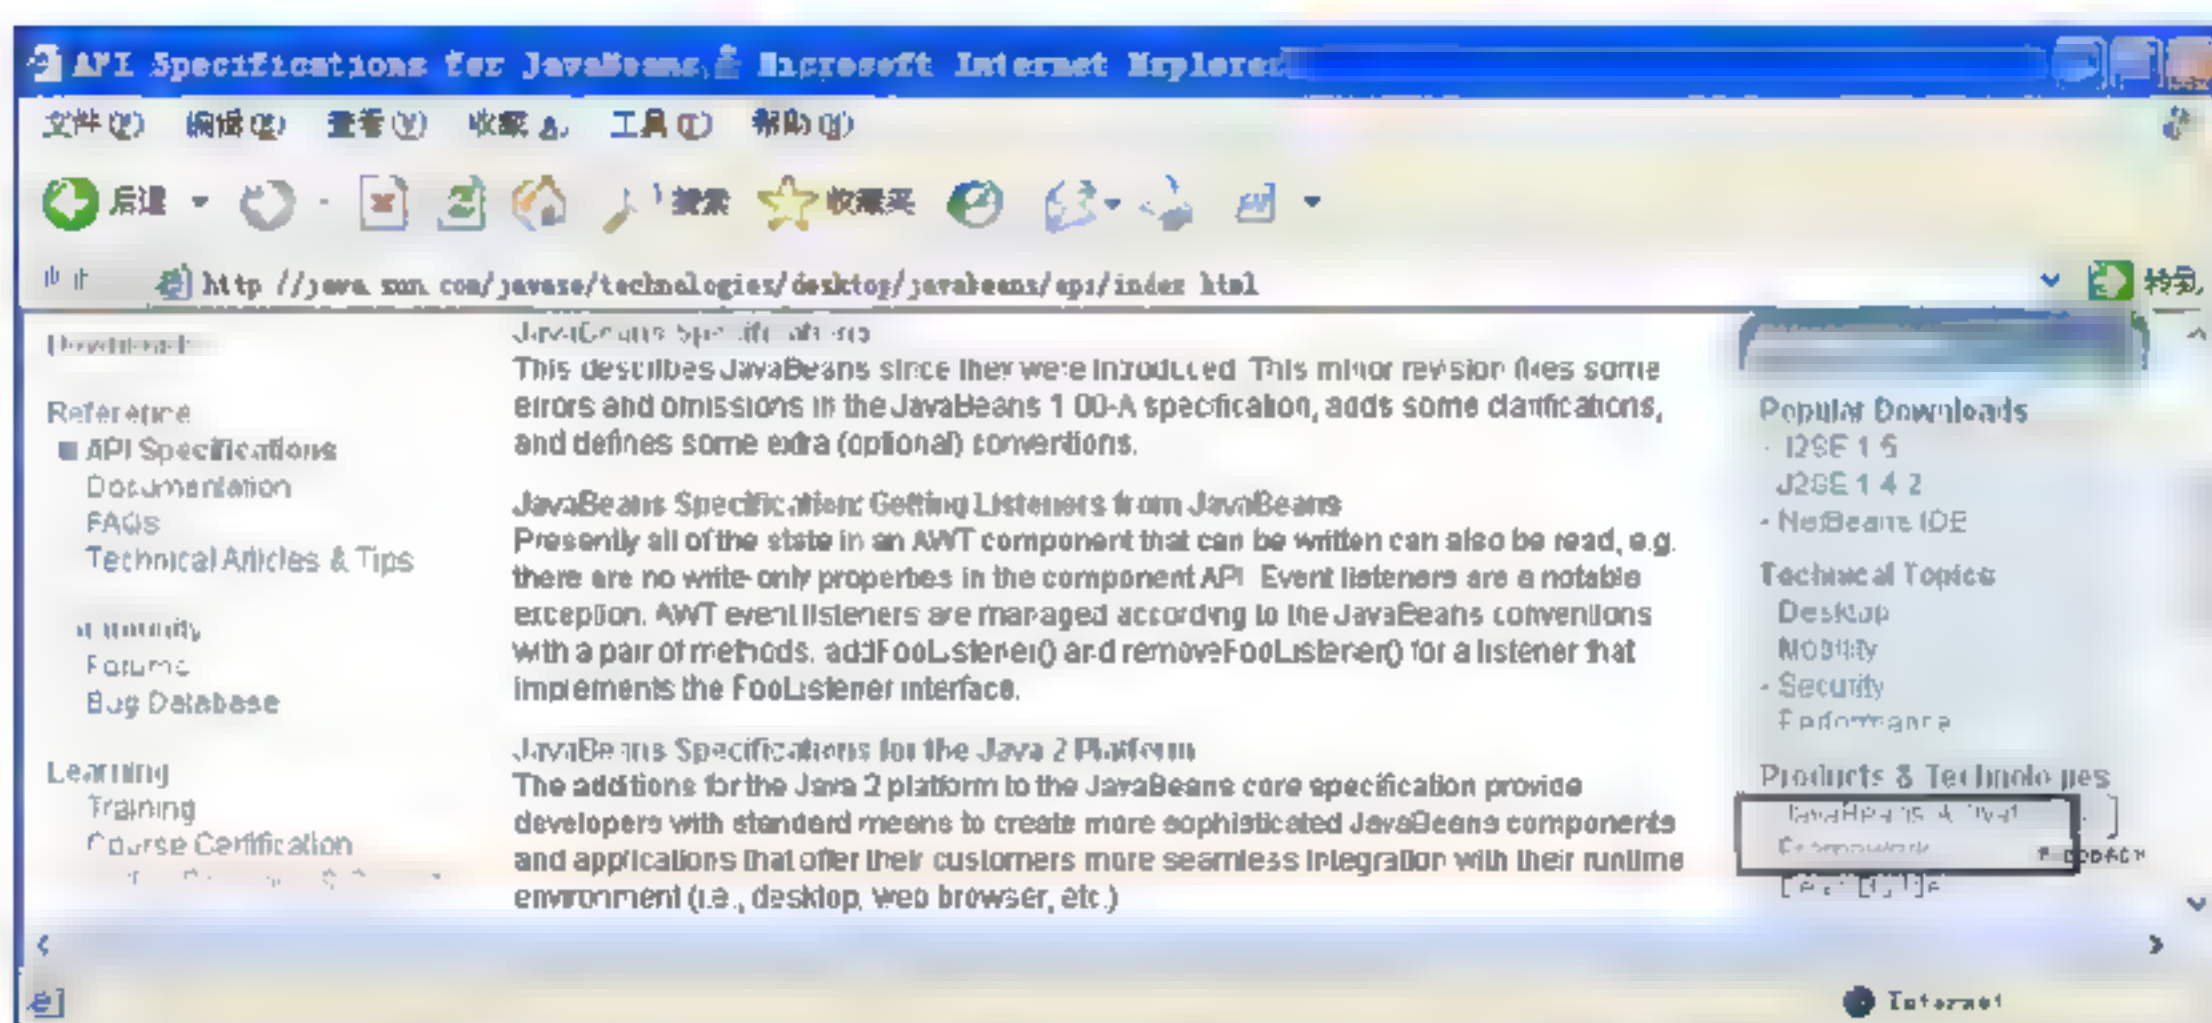 API Specifications for JavaBeans - Microsoft Internet Explorer
文件(F) 编辑(E) 查看(V) 收藏(A) 工具(T) 帮助(H)
后退 搜索 收藏夹
http://java.sun.com/javase/technologies/desktop/javabeans/api/index.html 转到
Downloads
Reference
API Specifications
Documentation
FAQs
Technical Articles & Tips
Community
Forums
Bug Database
Learning
Training
Course Certification
JavaBeans Specifications
This describes JavaBeans since they were introduced. This minor revision fixes some
errors and omissions in the JavaBeans 1.00-A specification, adds some clarifications,
and defines some extra (optional) conventions.
JavaBeans Specification: Getting Listeners from JavaBeans
Presently all of the state in an AWT component that can be written can also be read, e.g.
there are no write-only properties in the component API. Event listeners are a notable
exception. AWT event listeners are managed according to the JavaBeans conventions
with a pair of methods, addFooListener() and removeFooListener() for a listener that
implements the FooListener interface.
JavaBeans Specifications for the Java 2 Platform
The additions for the Java 2 platform to the JavaBeans core specification provide
developers with standard means to create more sophisticated JavaBeans components
and applications that offer their customers more seamless integration with their runtime
environment (i.e., desktop, web browser, etc.)
Popular Downloads
- J2SE 1.5
J2SE 1.4.2
- NetBeans IDE
Technical Topics
Desktop
Mobility
- Security
Performance
Products & Technologies
JavaBeans Activat
Framework
FEEDBACK
Internet